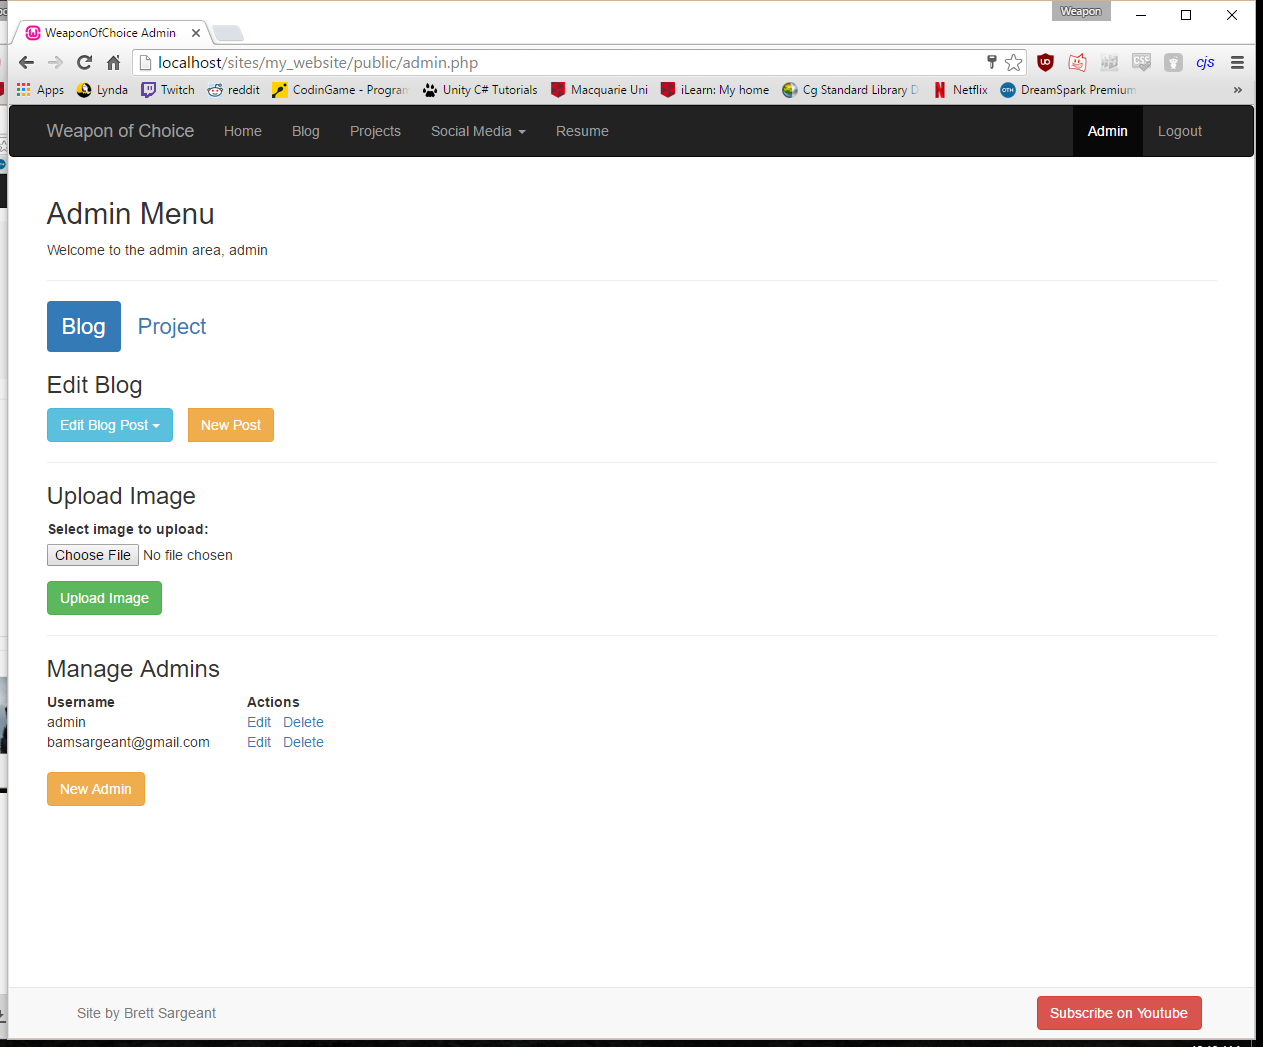 Weapon
WeaponOfChoice Admin
localhost/sites/my_website/public/admin.php
Apps Lynda Twitch reddit CodinGame - Program Unity C# Tutorials Macquarie Uni iLearn: My home Cg Standard Library D Netflix DreamSpark Premium »
Weapon of Choice Home Blog Projects Social Media Resume Admin Logout
Admin Menu
Welcome to the admin area, admin
Blog Project
Edit Blog
Edit Blog Post New Post
Upload Image
Select image to upload:
Choose File No file chosen
Upload Image
Manage Admins
Username Actions
admin Edit Delete
bamsargeant@gmail.com Edit Delete
New Admin
Site by Brett Sargeant Subscribe on Youtube